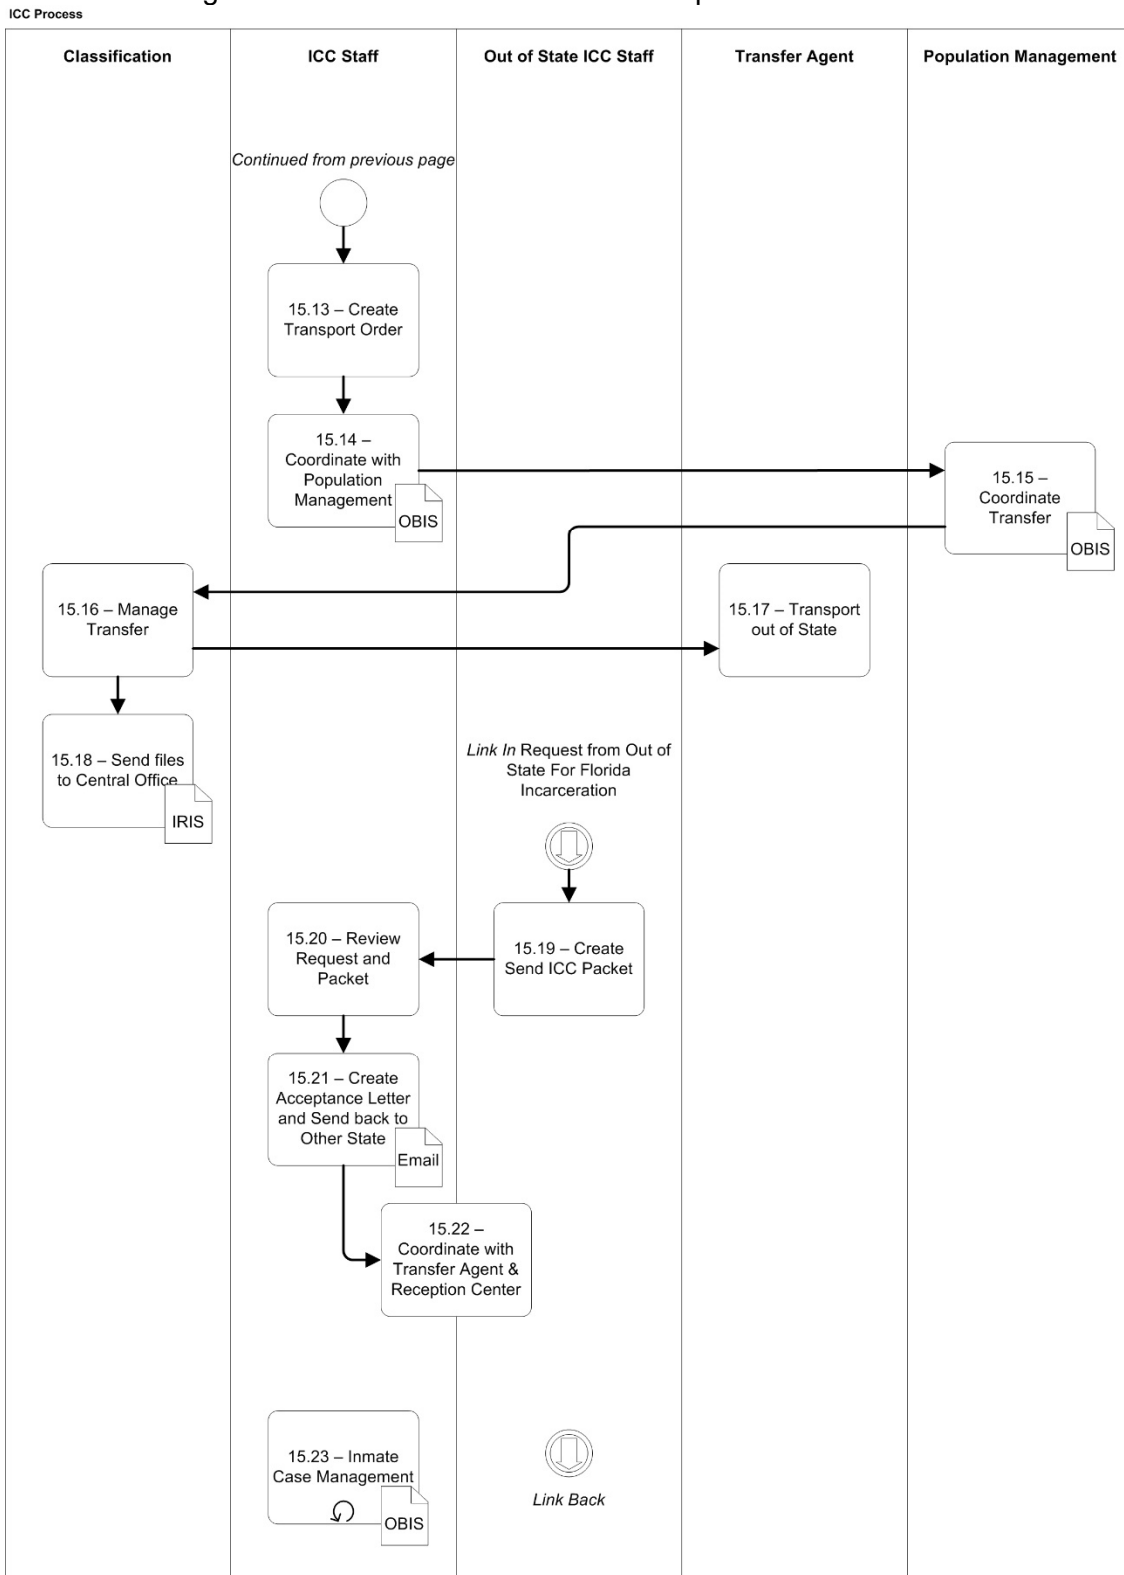 ICC Process
Classification
ICC Staff
Out of State ICC Staff
Transfer Agent
Population Management
Continued from previous page
15.13 – Create
Transport Order
15.14 –
Coordinate with
Population
Management
OBIS
15.15 –
Coordinate
Transfer
OBIS
15.16 – Manage
Transfer
15.17 – Transport
out of State
15.18 – Send files
to Central Office
IRIS
Link In Request from Out of
State For Florida
Incarceration
15.19 – Create
Send ICC Packet
15.20 – Review
Request and
Packet
15.21 – Create
Acceptance Letter
and Send back to
Other State
Email
15.22 –
Coordinate with
Transfer Agent &
Reception Center
15.23 – Inmate
Case Management
OBIS
Link Back